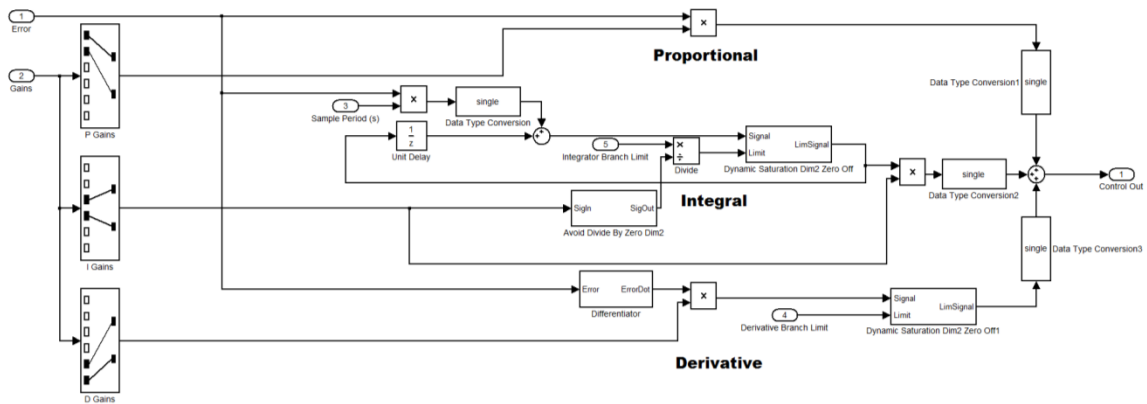 1
Error
2
Gains
P Gains
×
Proportional
Data Type Conversion1
single
3
Sample Period (s)
×
single
Data Type Conversion
1
z
Unit Delay
5
Integrator Branch Limit
×
÷
Divide
Signal
Limit
LimSignal
Dynamic Saturation Dim2 Zero Off
Integral
×
single
Data Type Conversion2
+
+
+
+
1
Control Out
I Gains
SigIn
SigOut
Avoid Divide By Zero Dim2
single
Data Type Conversion3
Error
ErrorDot
Differentiator
×
4
Derivative Branch Limit
Signal
Limit
LimSignal
Dynamic Saturation Dim2 Zero Off1
Derivative
D Gains